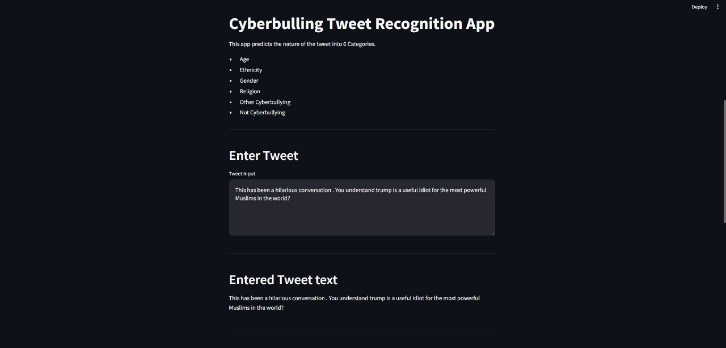 Deploy
Cyberbulling Tweet Recognition App
This app predicts the nature of the tweet into 6 Categories.
• Age
• Ethnicity
• Gender
• Religion
• Other Cyberbullying
• Not Cyberbullying
Enter Tweet
Tweet Input
This has been a hilarious conversation . You understand trump is a useful idiot for the most powerful
Muslims in the world?
Entered Tweet text
This has been a hilarious conversation . You understand trump is a useful idiot for the most powerful
Muslims in the world?